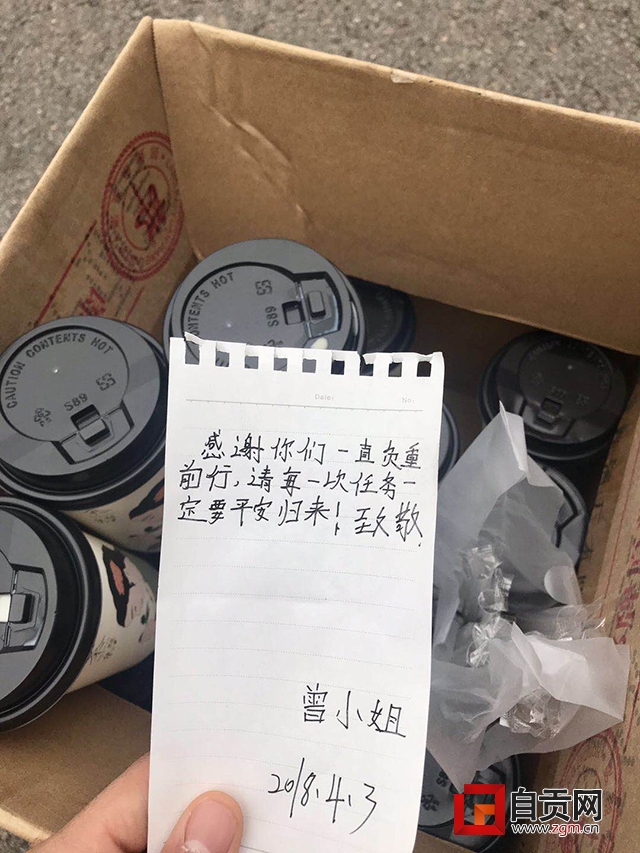 CONTENTS HOT
S89
CAUTION CONTENTS HOT
S89
Date:
No:
感谢你们一直负重
前行,请每一次任务一
定要平安归来!致敬
曾小姐
2018.4.3
自贡网
www.zgm.cn